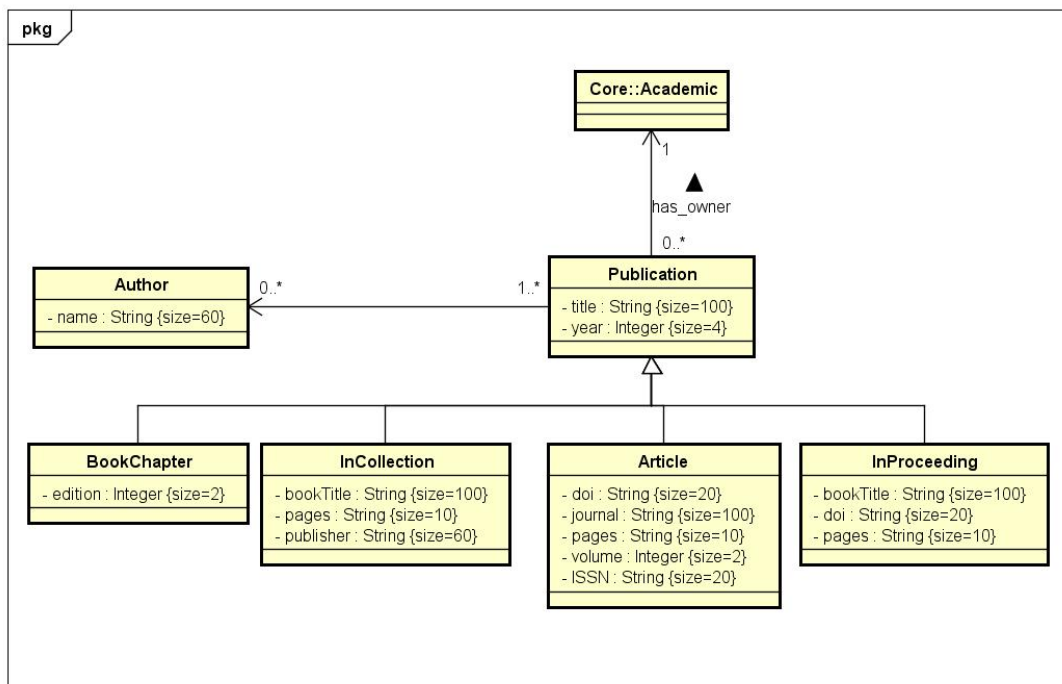 pkg
Core::Academic
1
▲
has_owner
0..*
Publication
- title : String {size=100}
- year : Integer {size=4}
Author
- name : String {size=60}
0..*
1..*
BookChapter
- edition : Integer {size=2}
InCollection
- bookTitle : String {size=100}
- pages : String {size=10}
- publisher : String {size=60}
Article
- doi : String {size=20}
- journal : String {size=100}
- pages : String {size=10}
- volume : Integer {size=2}
- ISSN : String {size=20}
InProceeding
- bookTitle : String {size=100}
- doi : String {size=20}
- pages : String {size=10}